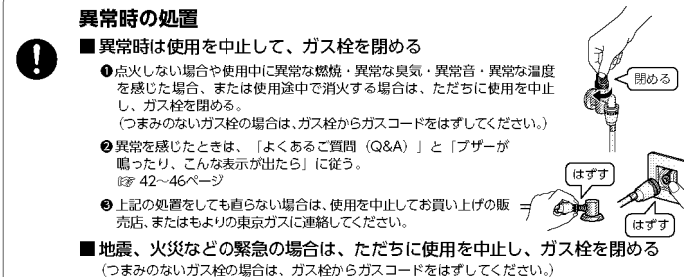 異常時の処置
■異常時は使用を中止して、ガス栓を閉める
❶点火しない場合や使用中に異常な燃焼・異常な臭気・異常音・異常な温度
を感じた場合、または使用途中で消火する場合は、ただちに使用を中止
し、ガス栓を閉める。
(つまみのないガス栓の場合は、ガス栓からガスコードをはずしてください。)
❷異常を感じたときは、「よくあるご質問(Q&A)」と「ブザーが
鳴ったり、こんな表示が出たら」に従う。
☞ 42~46ページ
❸上記の処置をしても直らない場合は、使用を中止してお買い上げの販
売店、またはもよりの東京ガスに連絡してください。
閉める
はずす
はずす
■地震、火災などの緊急の場合は、ただちに使用を中止し、ガス栓を閉める
(つまみのないガス栓の場合は、ガス栓からガスコードをはずしてください。)